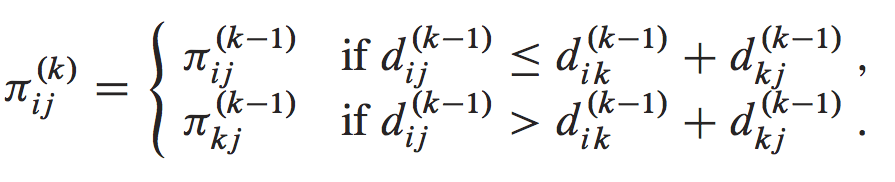 π_{ij}^{(k)} = { π_{ij}^{(k−1)} if d_{ij}^{(k−1)} ≤ d_{ik}^{(k−1)} + d_{kj}^{(k−1)} ,
π_{kj}^{(k−1)} if d_{ij}^{(k−1)} > d_{ik}^{(k−1)} + d_{kj}^{(k−1)} .